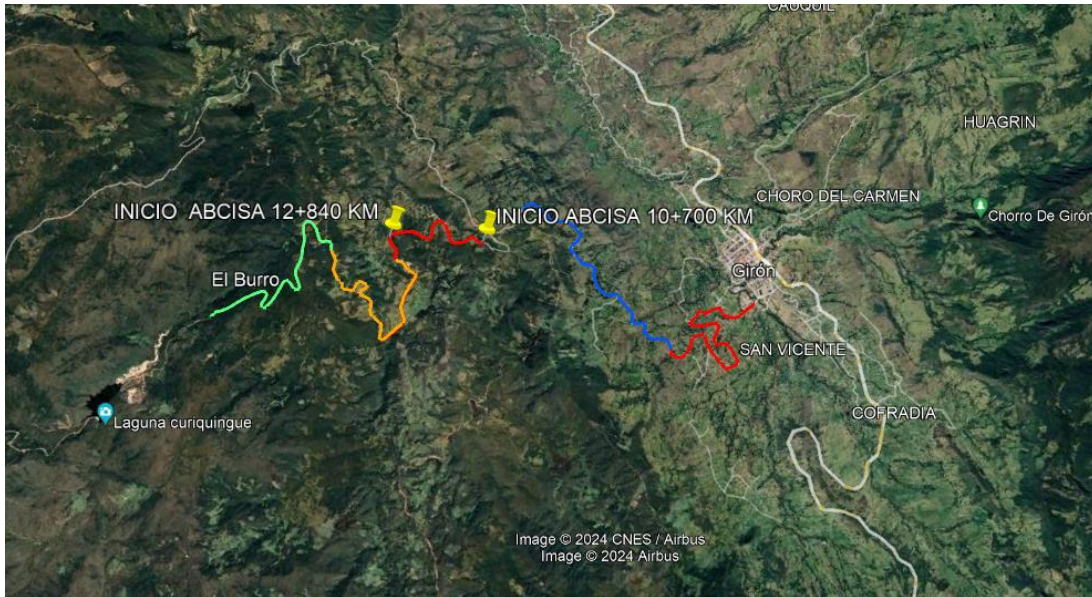 CAUQUIL
HUAGRIN
CHORO DEL CARMEN
INICIO  ABCISA 12+840 KM
INICIO ABCISA 10+700 KM
Chorro De Girón
El Burro
Girón
SAN VICENTE
COFRADIA
Laguna curiquingue
Image © 2024 CNES / Airbus
Image © 2024 Airbus